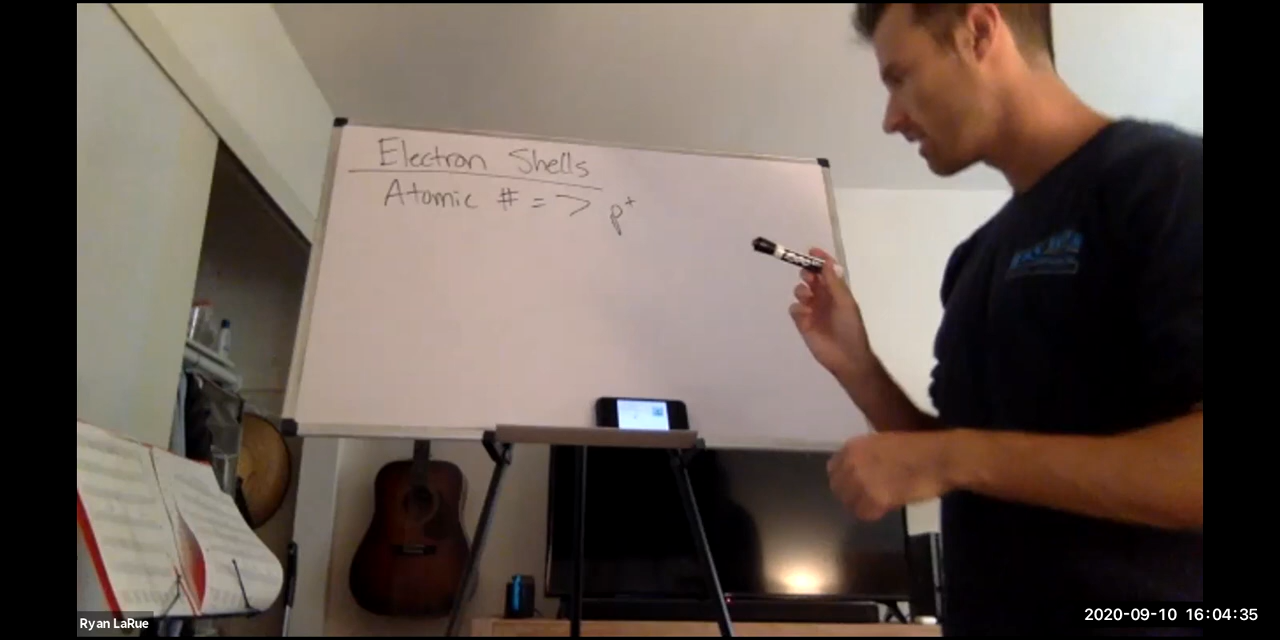 Electron Shells
Atomic # => p+
Ryan LaRue
2020-09-10 16:04:35